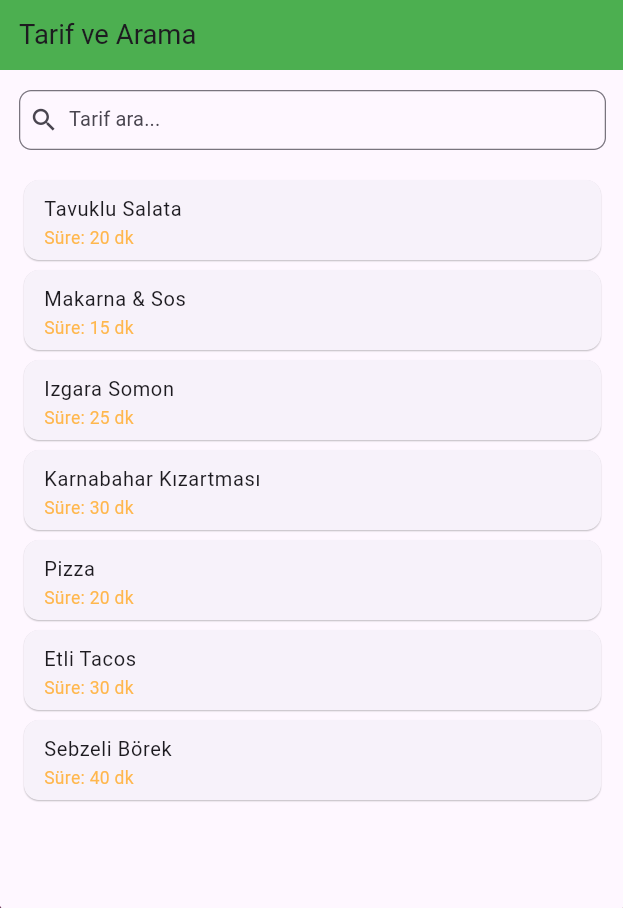 Tarif ve Arama
Tarif ara...
Tavuklu Salata
Süre: 20 dk
Makarna & Sos
Süre: 15 dk
Izgara Somon
Süre: 25 dk
Karnabahar Kızartması
Süre: 30 dk
Pizza
Süre: 20 dk
Etli Tacos
Süre: 30 dk
Sebzeli Börek
Süre: 40 dk